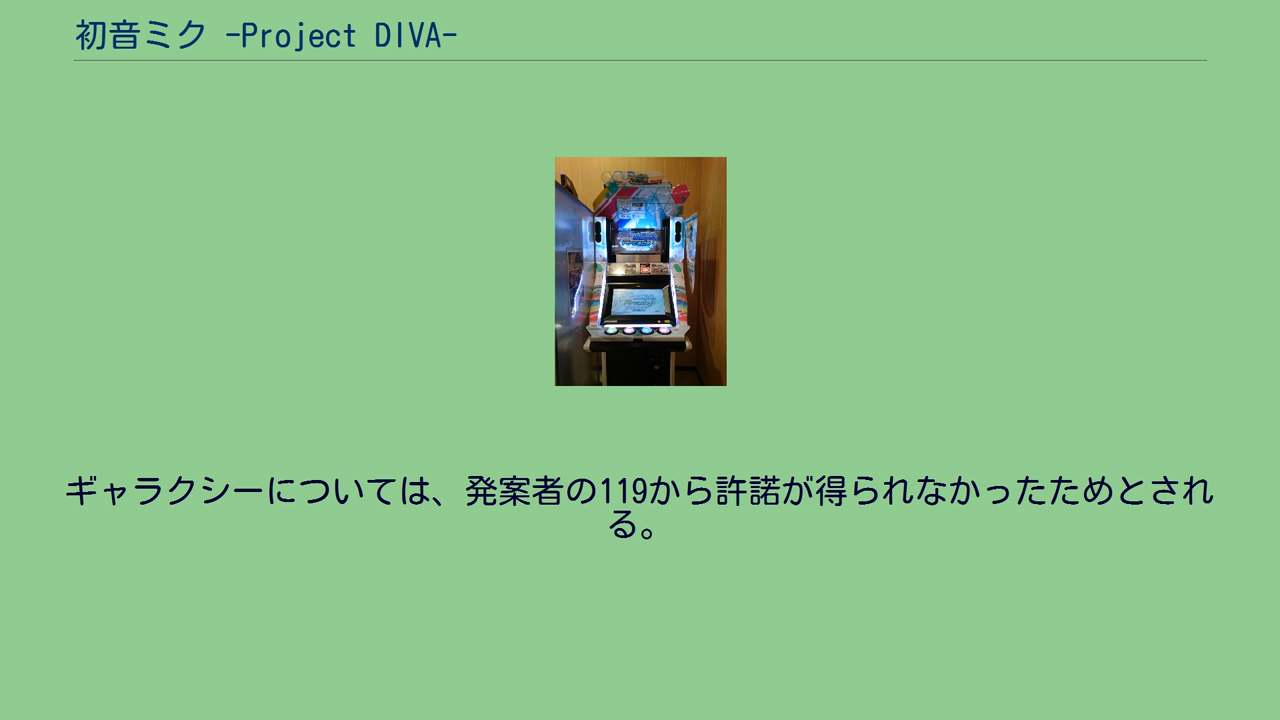 初音ミク -Project DIVA-
ギャラクシーについては、発案者の119から許諾が得られなかったためとされ
る。